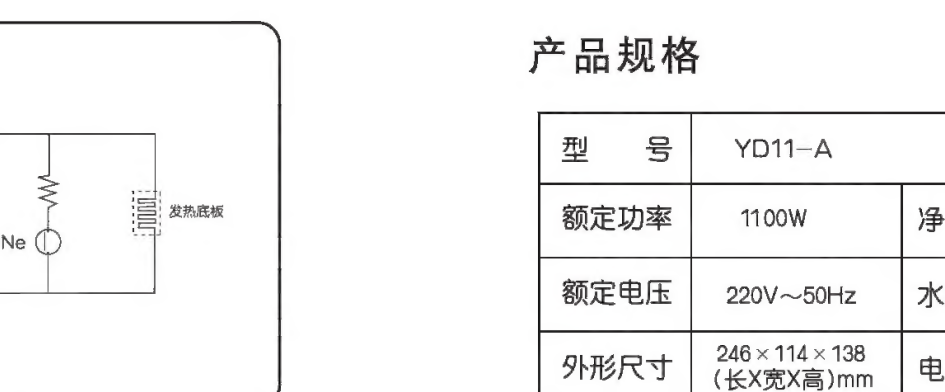 产品规格
型 号 YD11-A
额定功率 1100W 净
额定电压 220V～50Hz 水
外形尺寸 246×114×138
(长X宽X高)mm 电
发热底板
Ne